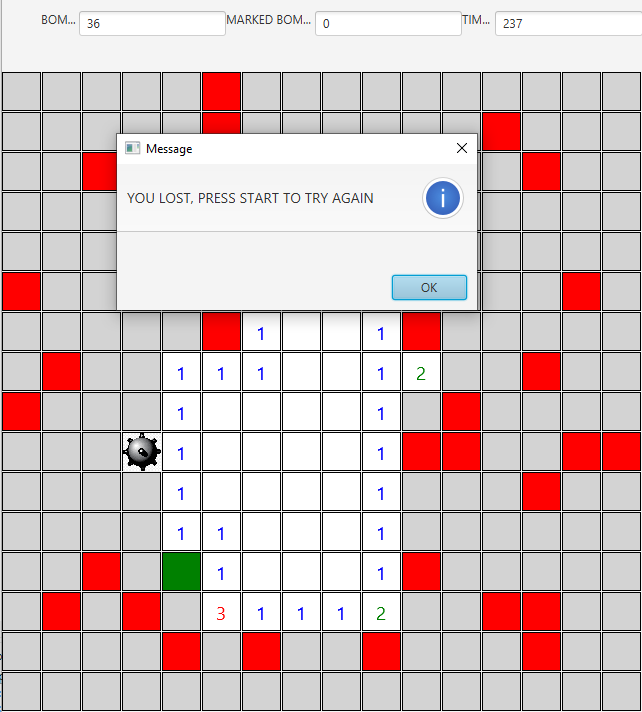 BOM... 36 MARKED BOM... 0 TIM... 237
Message
YOU LOST, PRESS START TO TRY AGAIN
i
OK
1 1
1 1 1 1 2
1 1
1 1
1 1
1 1 1
1 1
3 1 1 1 2